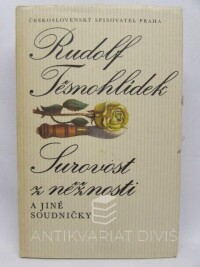 ČESKOSLOVENSKÝ SPISOVATEL PRAHA
Rudolf
Těsnohlídek
Surovost
z něžnosti
A JINÉ
SOUDNIČKY
ANTIKVARIÁT DIVIŠ